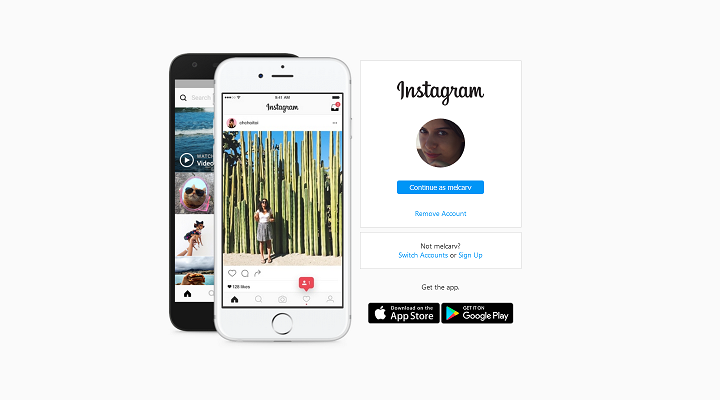 Search
WATCH
Video
9:41 AM
Instagram
128 likes
1
Instagram
Continue as melcarv
Remove Account
Not melcarv?
Switch Accounts or Sign Up
Get the app.
Download on the
App Store
GET IT ON
Google Play